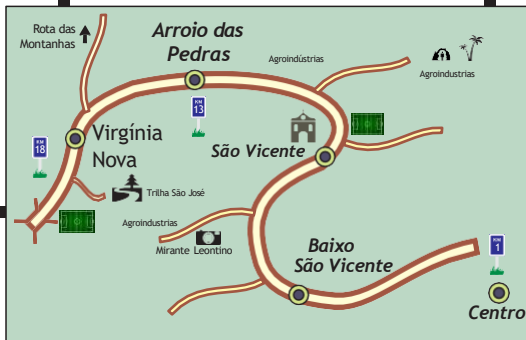 Rota das
Montanhas
Arroio das
Pedras
Agroindústrias
Agroindustrias
KM
13
KM
18
Virgínia
Nova
São Vicente
Trilha São José
Agroindustrias
Mirante Leontino
Baixo
São Vicente
KM
1
Centro